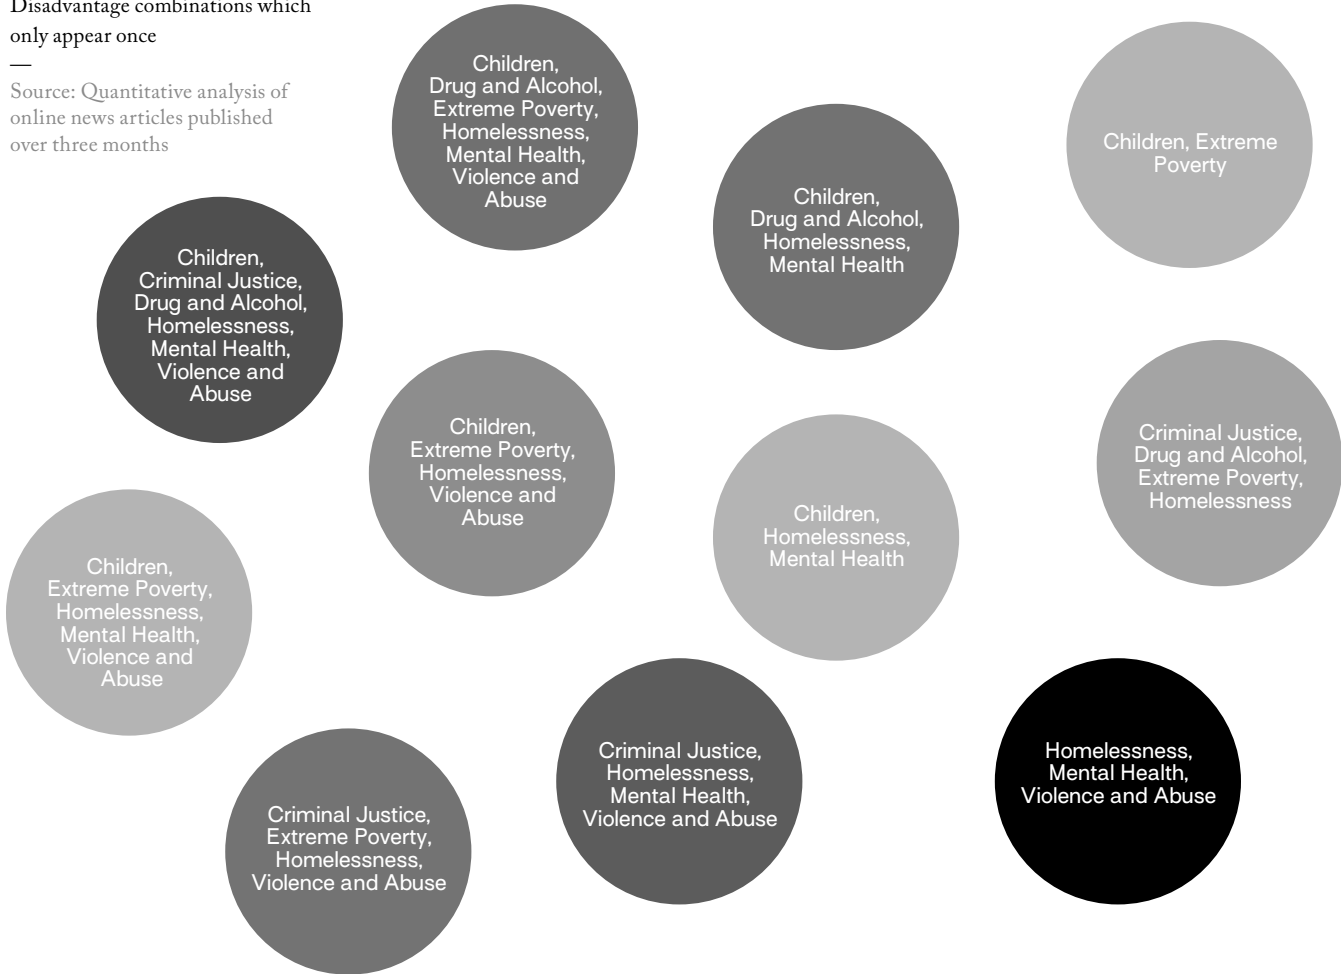 Disadvantage combinations which
only appear once
—
Source: Quantitative analysis of
online news articles published
over three months
Children,
Drug and Alcohol,
Extreme Poverty,
Homelessness,
Mental Health,
Violence and
Abuse
Children, Extreme
Poverty
Children,
Drug and Alcohol,
Homelessness,
Mental Health
Children,
Criminal Justice,
Drug and Alcohol,
Homelessness,
Mental Health,
Violence and
Abuse
Children,
Extreme Poverty,
Homelessness,
Violence and
Abuse
Children,
Homelessness,
Mental Health
Criminal Justice,
Drug and Alcohol,
Extreme Poverty,
Homelessness
Children,
Extreme Poverty,
Homelessness,
Mental Health,
Violence and
Abuse
Criminal Justice,
Homelessness,
Mental Health,
Violence and Abuse
Homelessness,
Mental Health,
Violence and Abuse
Criminal Justice,
Extreme Poverty,
Homelessness,
Violence and Abuse